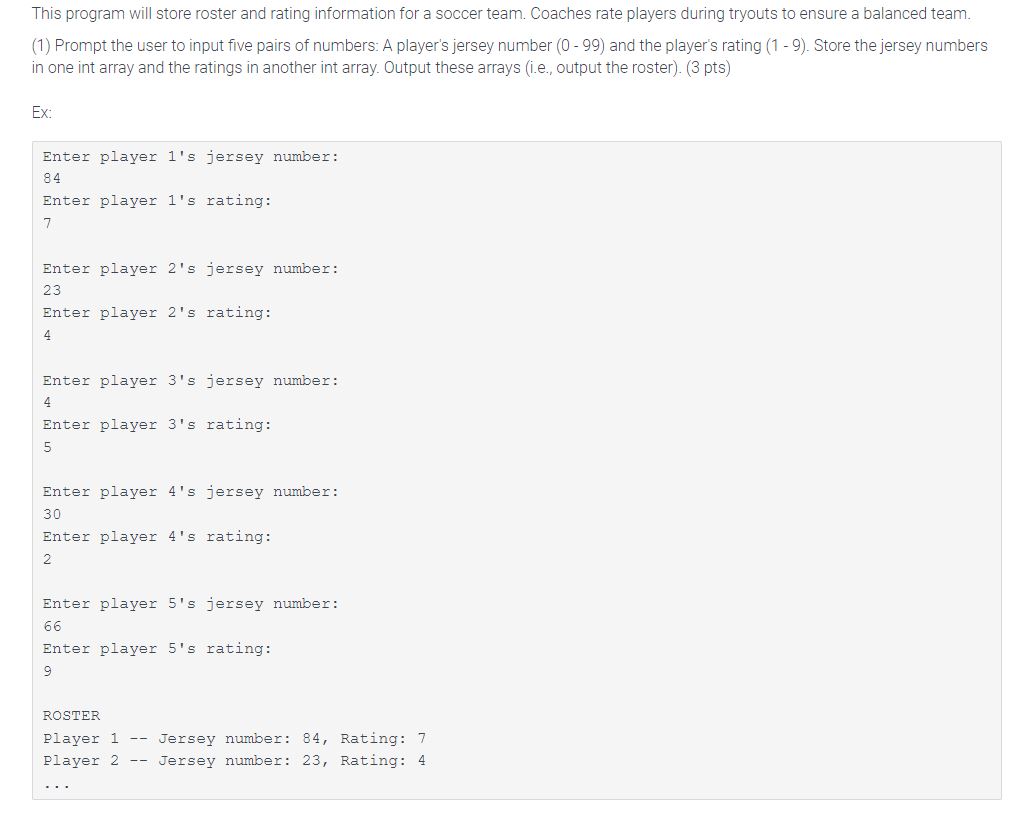 This program will store roster and rating information for a soccer team. Coaches rate players during tryouts to ensure a balanced team.
(1) Prompt the user to input five pairs of numbers: A player's jersey number (0 - 99) and the player's rating (1 - 9). Store the jersey numbers
in one int array and the ratings in another int array. Output these arrays (i.e., output the roster). (3 pts)
Ex:
Enter player 1's jersey number:
84
Enter player 1's rating:
7
Enter player 2's jersey number:
23
Enter player 2's rating:
4
Enter player 3's jersey number:
4
Enter player 3's rating:
5
Enter player 4's jersey number:
30
Enter player 4's rating:
2
Enter player 5's jersey number:
66
Enter player 5's rating:
9
ROSTER
Player 1 -- Jersey number: 84, Rating: 7
Player 2 -- Jersey number: 23, Rating: 4
...